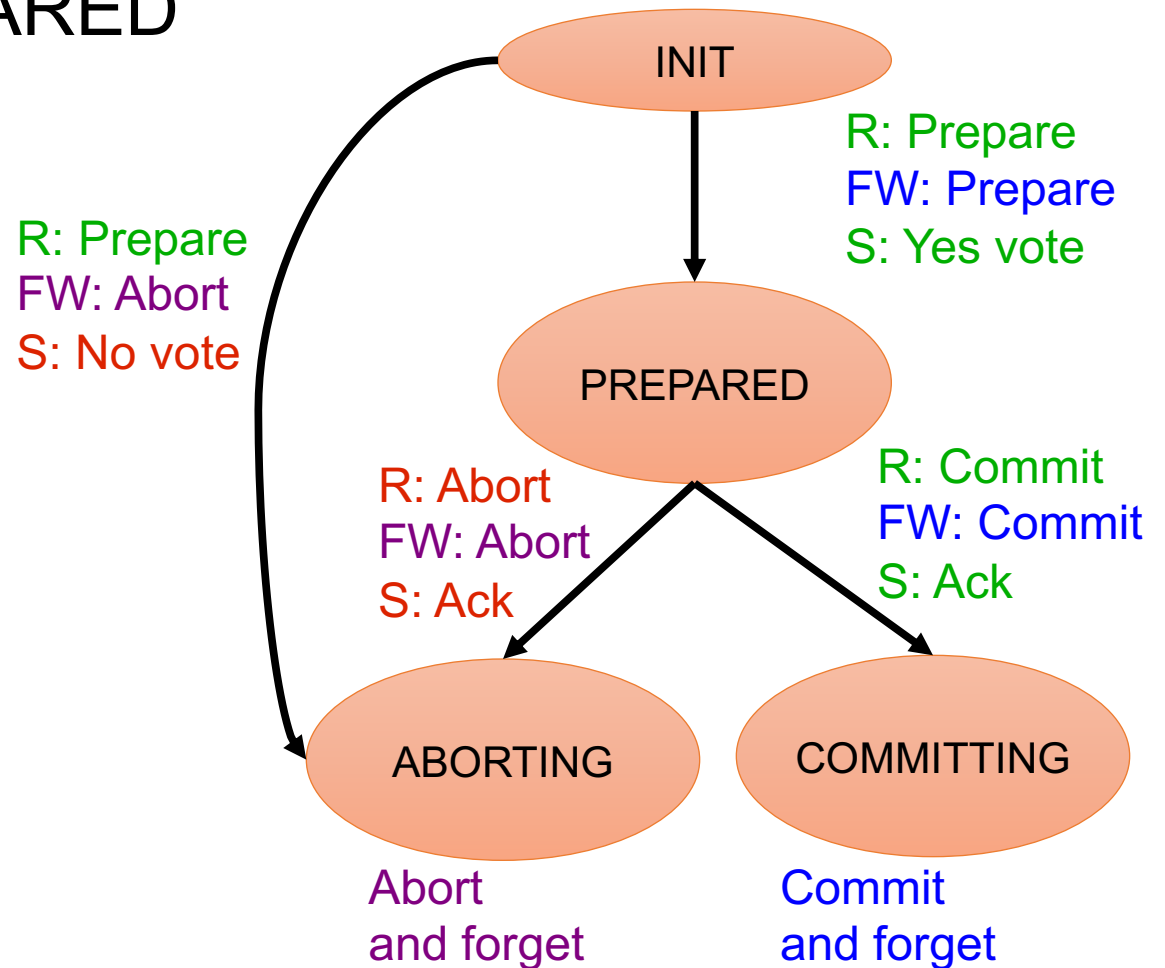 ARED
INIT
R: Prepare
FW: Prepare
S: Yes vote
R: Prepare
FW: Abort
S: No vote
PREPARED
R: Abort
FW: Abort
S: Ack
R: Commit
FW: Commit
S: Ack
ABORTING
COMMITTING
Abort
and forget
Commit
and forget